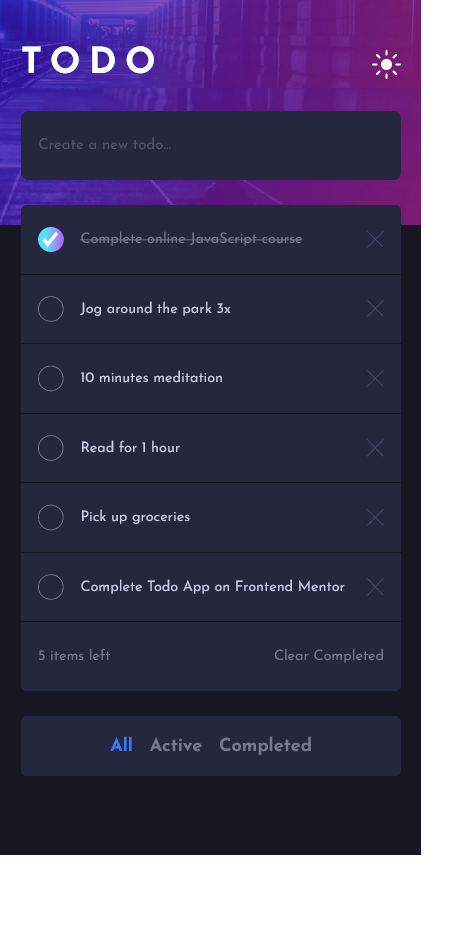 TODO
Create a new todo...
Complete online JavaScript course
Jog around the park 3x
10 minutes meditation
Read for 1 hour
Pick up groceries
Complete Todo App on Frontend Mentor
5 items left Clear Completed
All Active Completed